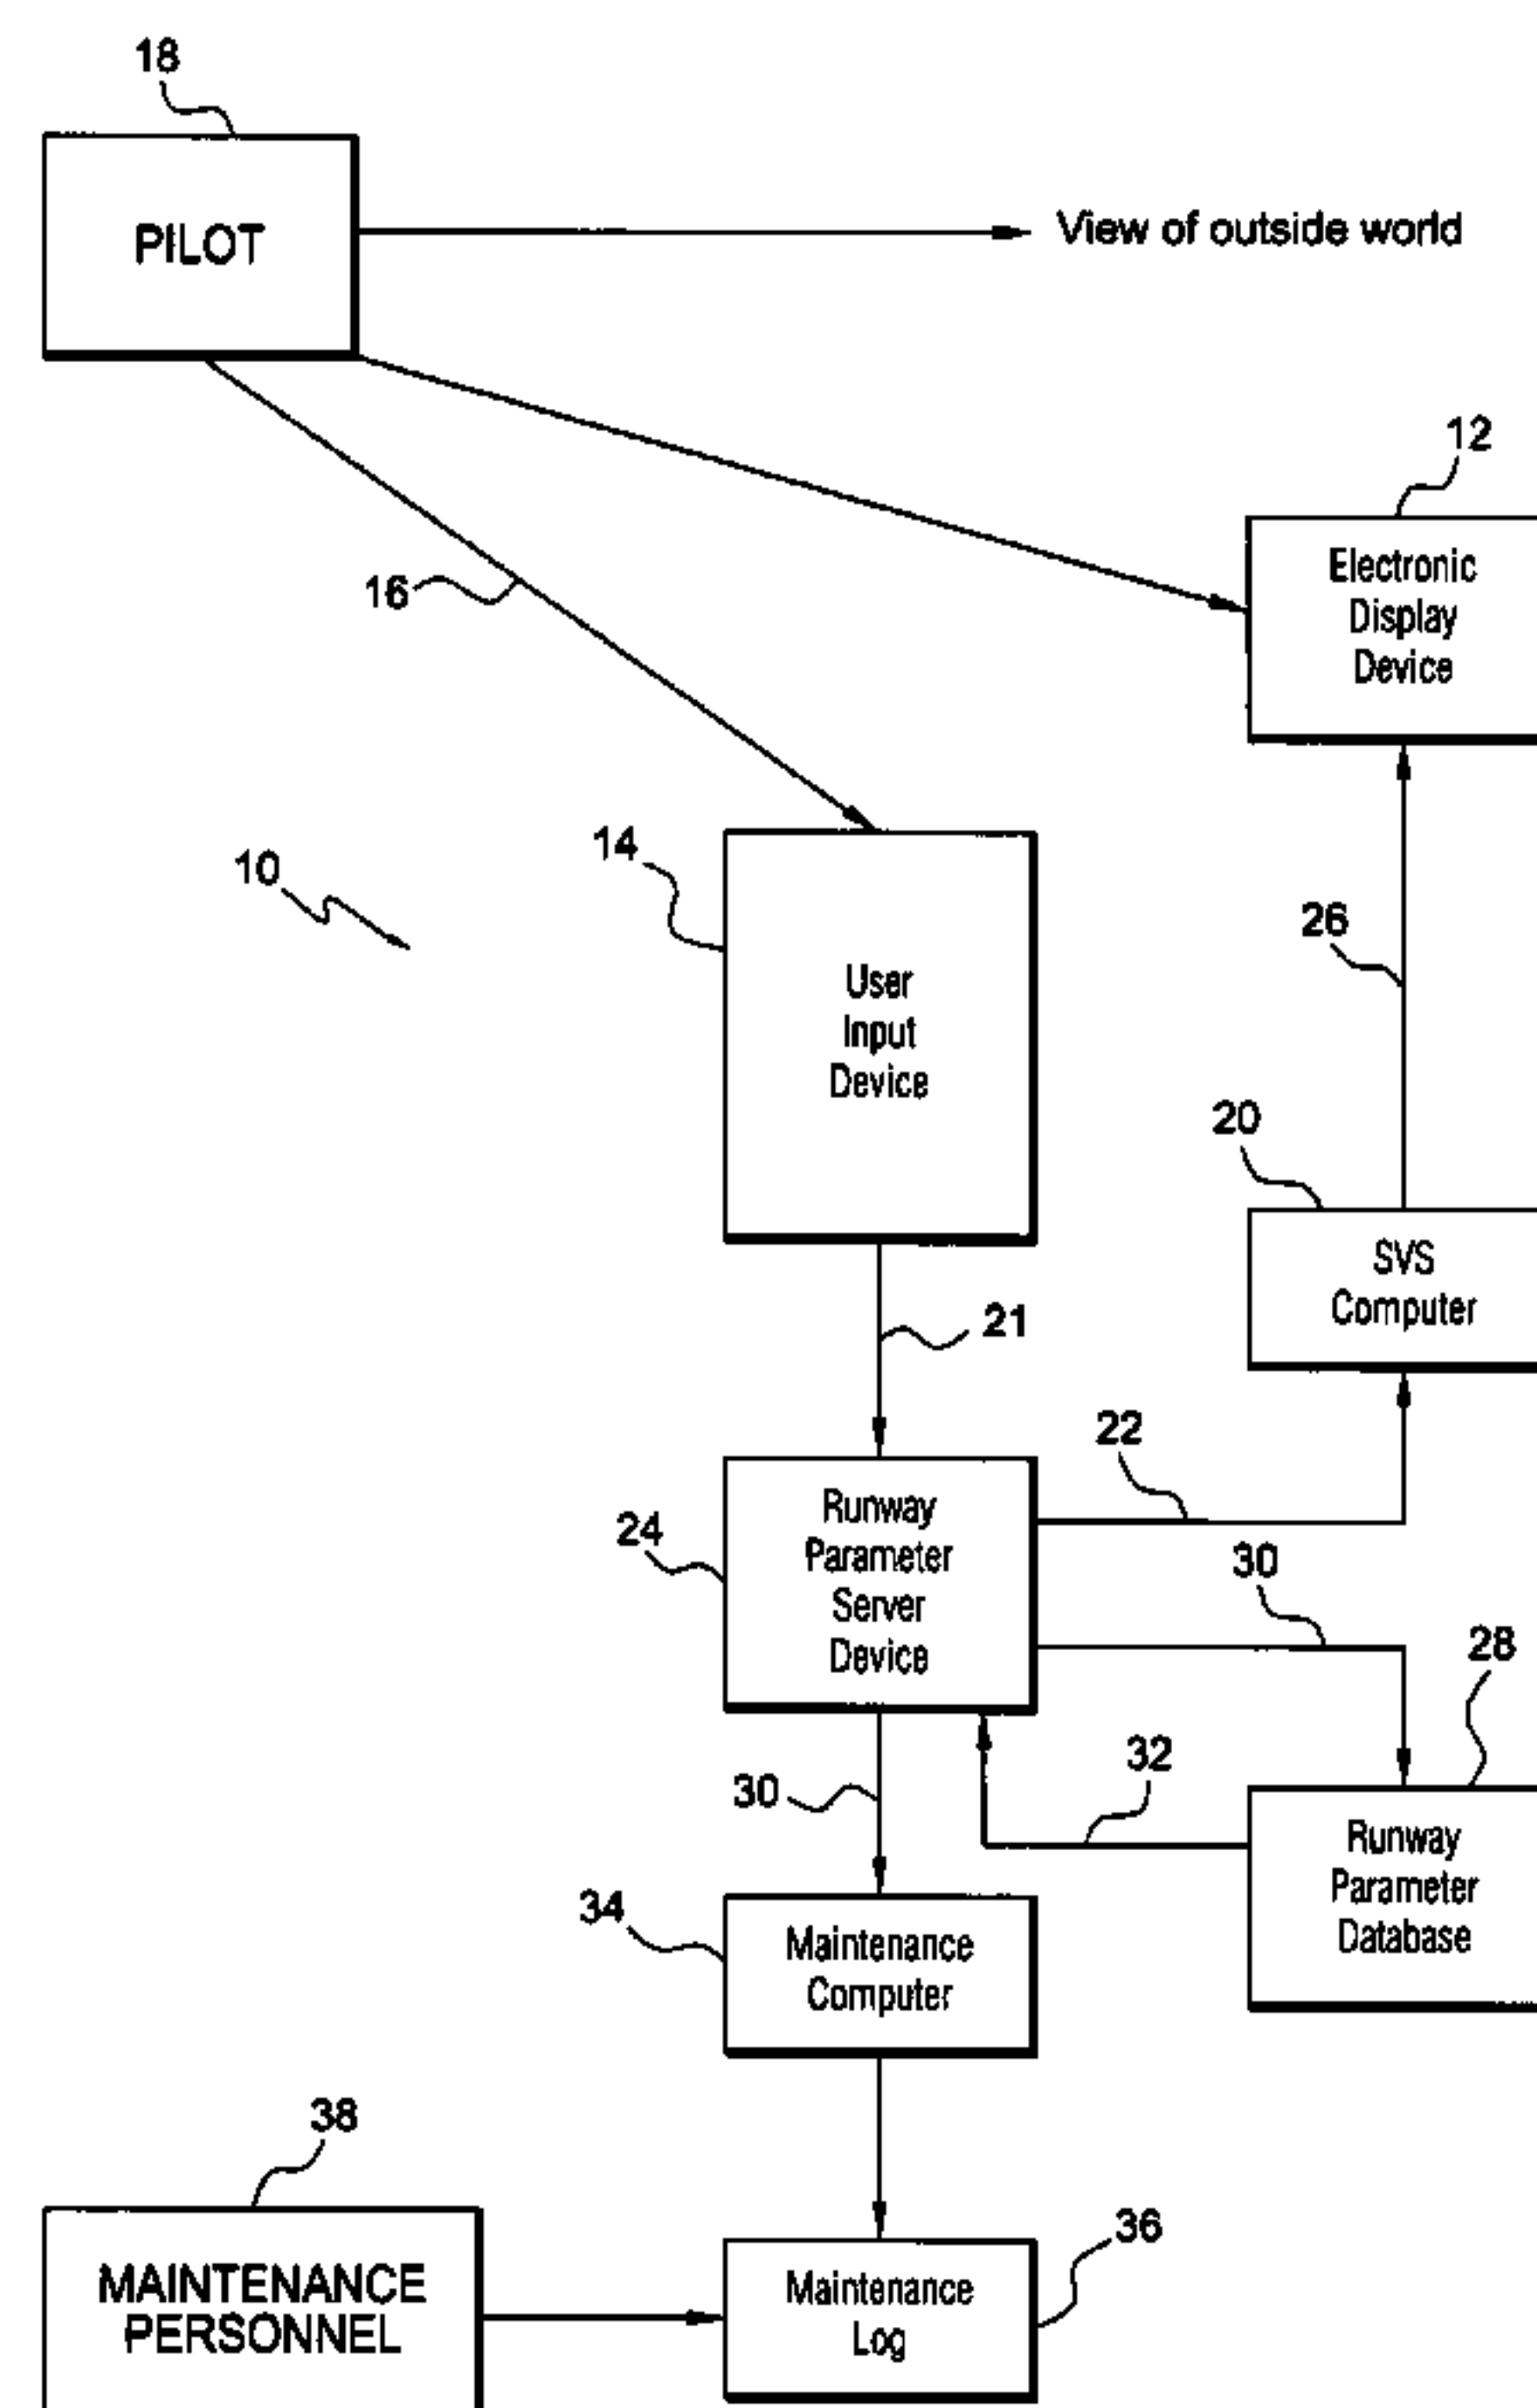 18
PILOT
View of outside world
12
Electronic
Display
Device
16
14
10
User
Input
Device
26
20
SVS
Computer
21
22
24
Runway
Parameter
Server
Device
30
28
32
30
Runway
Parameter
Database
34
Maintenance
Computer
38
36
MAINTENANCE
PERSONNEL
Maintenance
Log